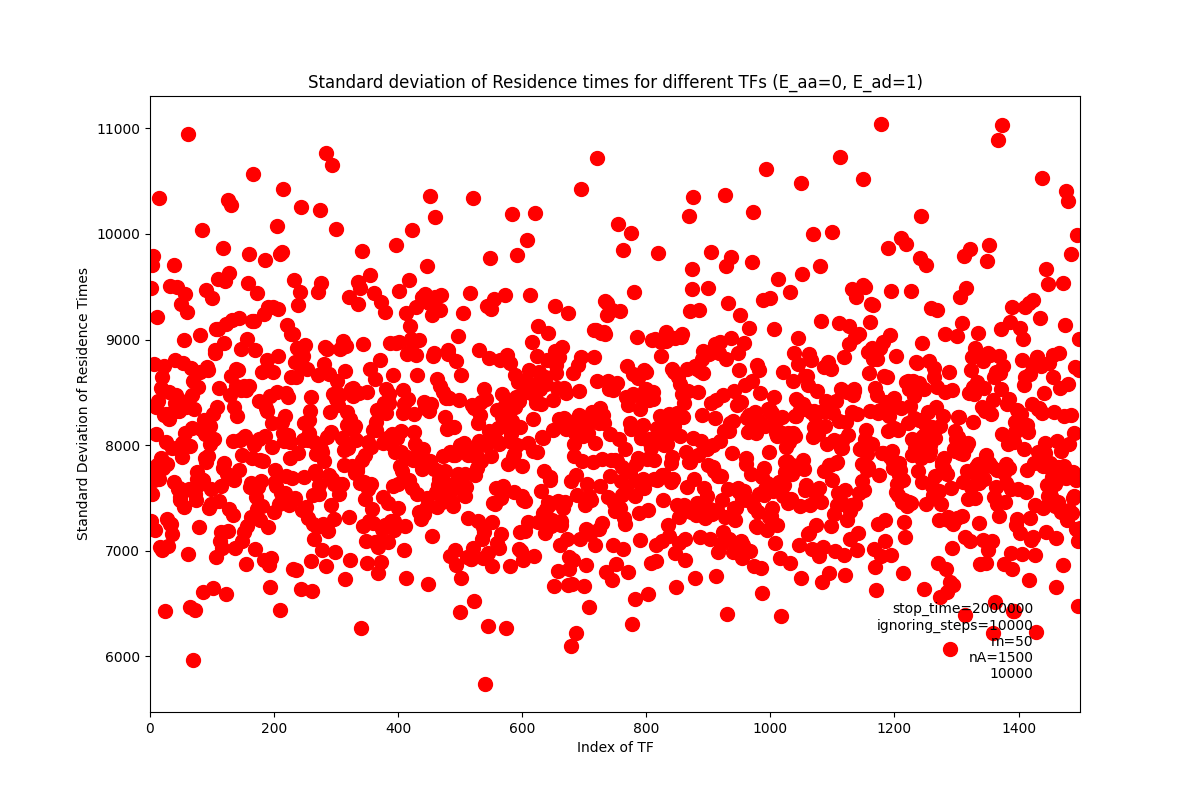 Standard deviation of Residence times for different TFs (E_aa=0, E_ad=1)
Standard Deviation of Residence Times
11000
10000
9000
8000
7000
6000
stop_time=2000000
ignoring_steps=10000
m=50
nA=1500
10000
0 200 400 600 800 1000 1200 1400
Index of TF